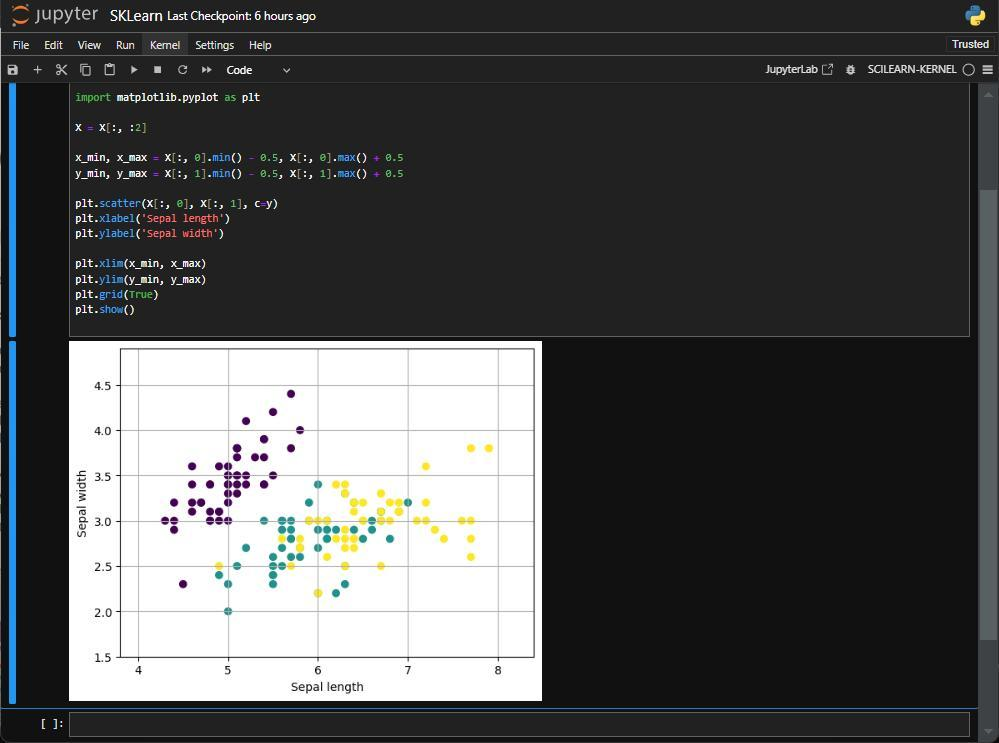 jupyter SKLearn Last Checkpoint: 6 hours ago
File Edit View Run Kernel Settings Help Trusted
Code JupyterLab SCILEARN-KERNEL
import matplotlib.pyplot as plt
X = X[:, :2]
x_min, x_max = X[:, 0].min() - 0.5, X[:, 0].max() + 0.5
y_min, y_max = X[:, 1].min() - 0.5, X[:, 1].max() + 0.5
plt.scatter(X[:, 0], X[:, 1], c=y)
plt.xlabel('Sepal length')
plt.ylabel('Sepal width')
plt.xlim(x_min, x_max)
plt.ylim(y_min, y_max)
plt.grid(True)
plt.show()
4.5
4.0
3.5
3.0
2.5
2.0
1.5
Sepal width
4 5 6 7 8
Sepal length
[ ]: